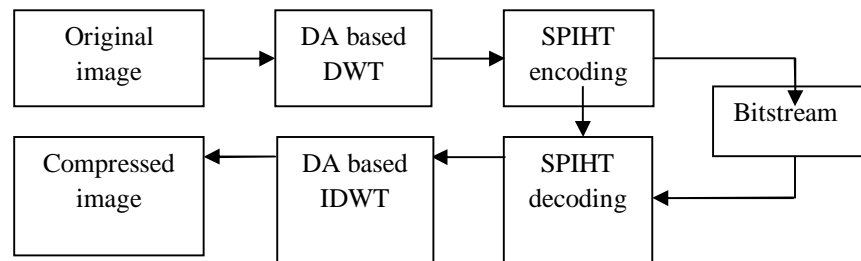 Original
image
DA based
DWT
SPIHT
encoding
Bitstream
Compressed
image
DA based
IDWT
SPIHT
decoding